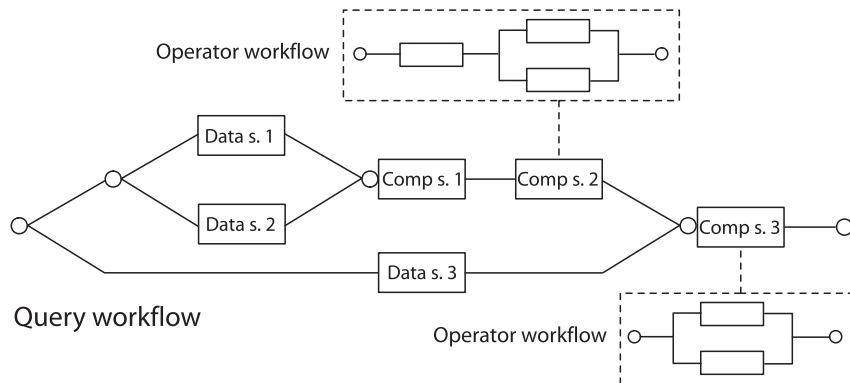 Operator workflow
Data s. 1
Comp s. 1
Comp s. 2
Data s. 2
Comp s. 3
Data s. 3
Query workflow
Operator workflow